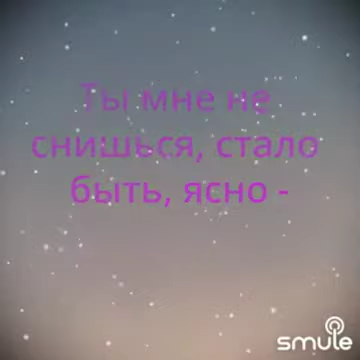 Ты мне не
снишься, стало
быть, ясно -
smule